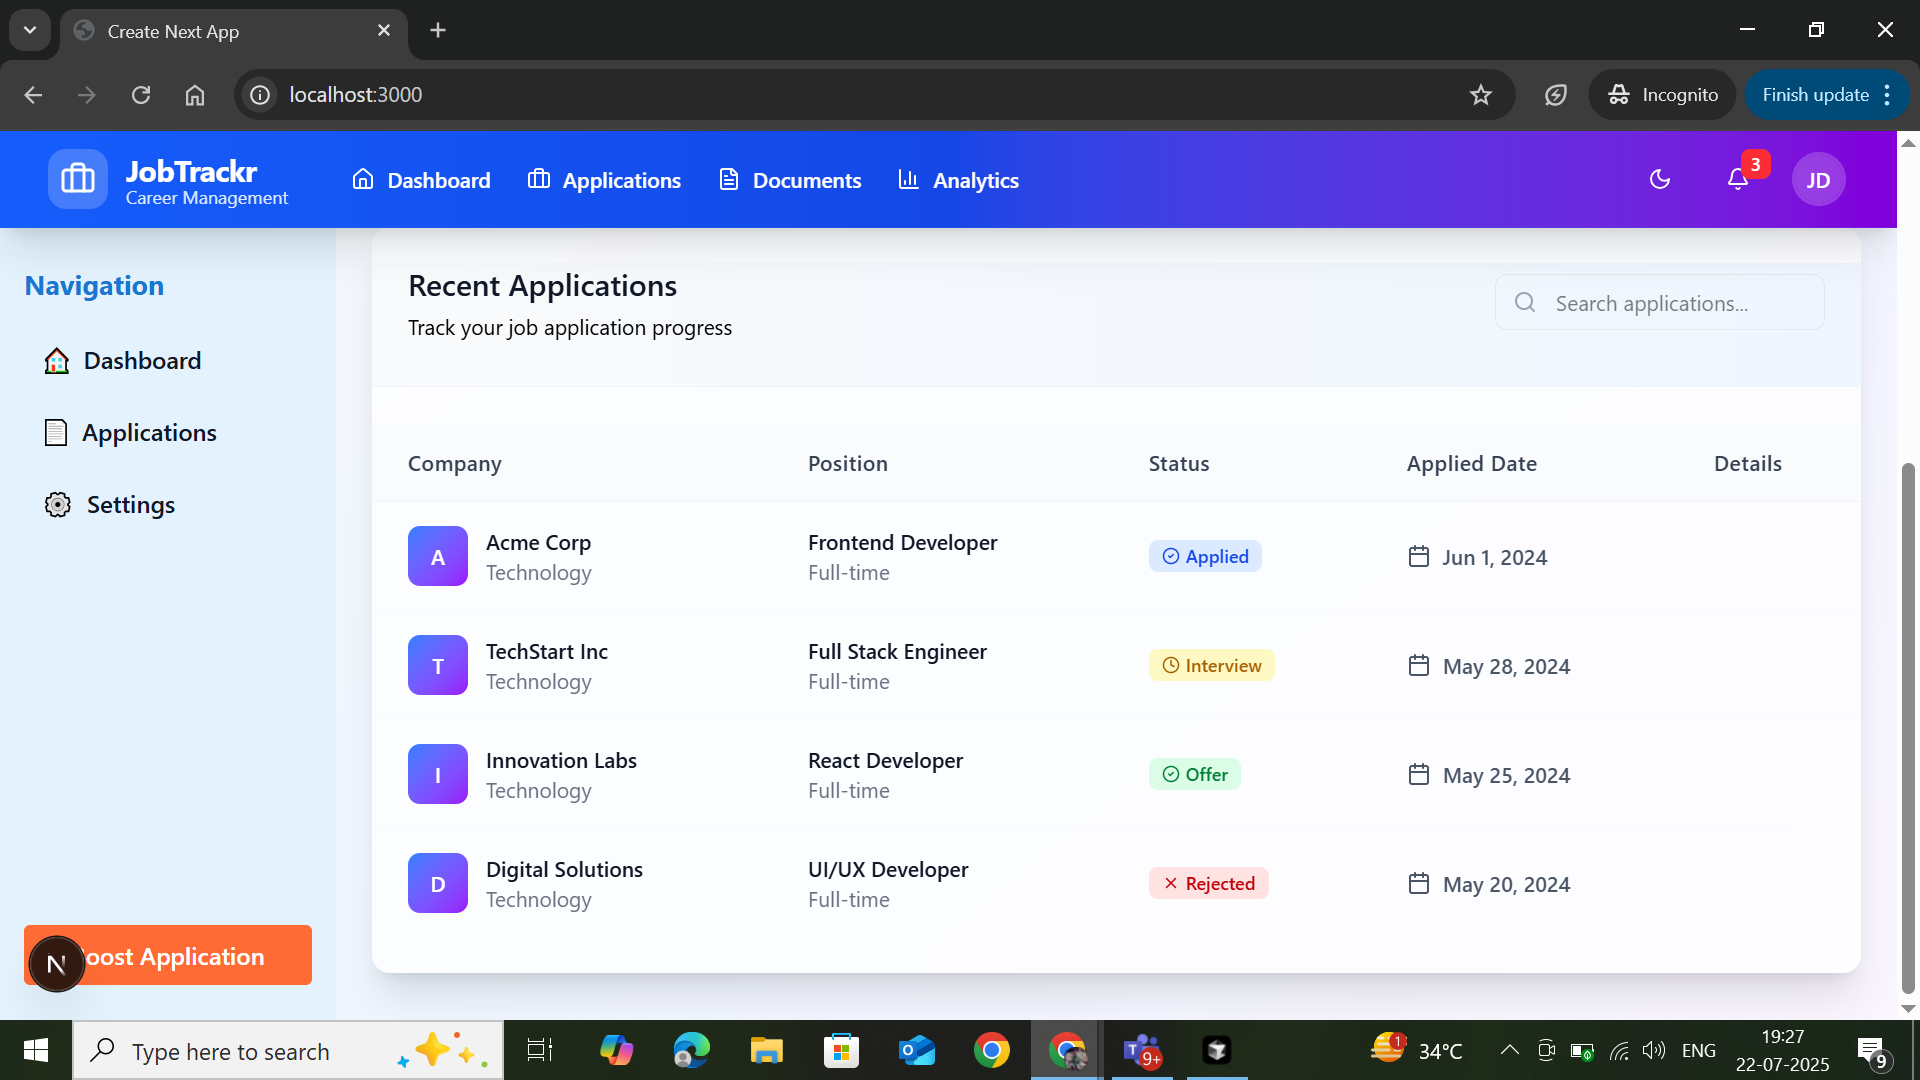 Create Next App
localhost:3000
Incognito
Finish update
JobTrackr
Career Management
Dashboard
Applications
Documents
Analytics
3
JD
Navigation
Dashboard
Applications
Settings
Recent Applications
Track your job application progress
Search applications...
Company Position Status Applied Date Details
A
Acme Corp
Technology
Frontend Developer
Full-time
Applied
Jun 1, 2024
T
TechStart Inc
Technology
Full Stack Engineer
Full-time
Interview
May 28, 2024
I
Innovation Labs
Technology
React Developer
Full-time
Offer
May 25, 2024
D
Digital Solutions
Technology
UI/UX Developer
Full-time
Rejected
May 20, 2024
N
oost Application
Type here to search
T
9+
1
34°C
ENG
19:27
22-07-2025
9